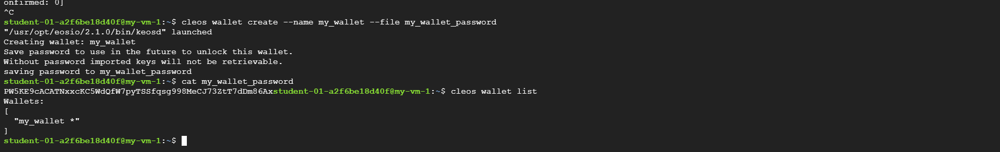 onfirmed: 0]
^C
student-01-a2f6be18d40f@my-vm-1:~$ cleos wallet create --name my_wallet --file my_wallet_password
"/usr/opt/eosio/2.1.0/bin/keosd" launched
Creating wallet: my_wallet
Save password to use in the future to unlock this wallet.
Without password imported keys will not be retrievable.
saving password to my_wallet_password
student-01-a2f6be18d40f@my-vm-1:~$ cat my_wallet_password
PW5KE9cACATNxxcKC5WdQfW7pyTSSfqsg998MeCJ73ZtT7dDm86Axstudent-01-a2f6be18d40f@my-vm-1:~$ cleos wallet list
Wallets:
[
  "my_wallet *"
]
student-01-a2f6be18d40f@my-vm-1:~$